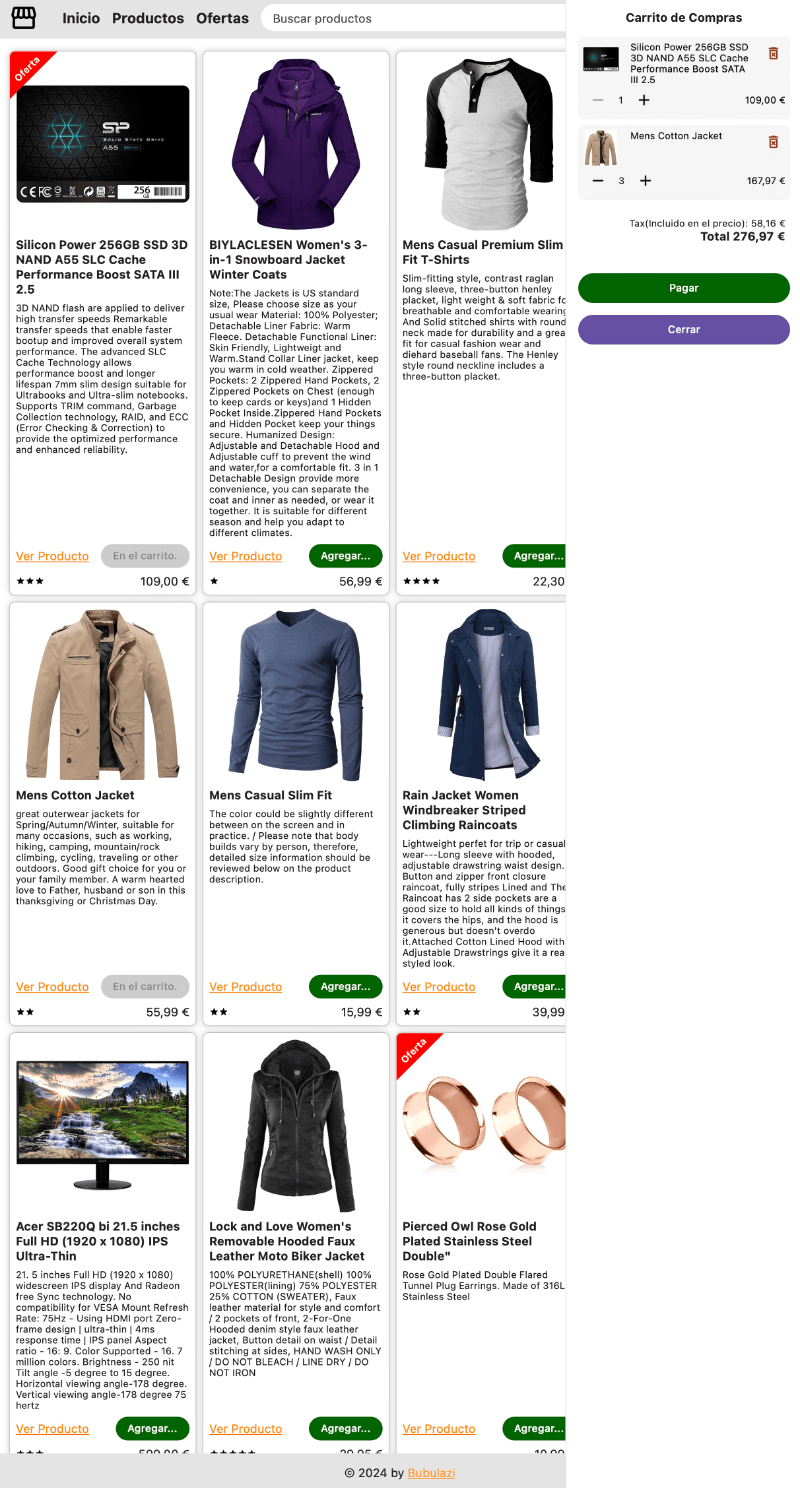 Inicio Productos Ofertas Buscar productos
Oferta
SP
SOLID STATE DRIVE
A55
256
GB
Silicon Power 256GB SSD 3D
NAND A55 SLC Cache
Performance Boost SATA III
2.5
3D NAND flash are applied to deliver
high transfer speeds Remarkable
transfer speeds that enable faster
bootup and improved overall system
performance. The advanced SLC
Cache Technology allows
performance boost and longer
lifespan 7mm slim design suitable for
Ultrabooks and Ultra-slim notebooks.
Supports TRIM command, Garbage
Collection technology, RAID, and ECC
(Error Checking & Correction) to
provide the optimized performance
and enhanced reliability.
Ver Producto En el carrito.
109,00 €
BIYLACLESEN Women's 3-
in-1 Snowboard Jacket
Winter Coats
Note:The Jackets is US standard
size, Please choose size as your
usual wear Material: 100% Polyester;
Detachable Liner Fabric: Warm
Fleece. Detachable Functional Liner:
Skin Friendly, Lightweigt and
Warm.Stand Collar Liner jacket, keep
you warm in cold weather. Zippered
Pockets: 2 Zippered Hand Pockets, 2
Zippered Pockets on Chest (enough
to keep cards or keys)and 1 Hidden
Pocket Inside.Zippered Hand Pockets
and Hidden Pocket keep your things
secure. Humanized Design:
Adjustable and Detachable Hood and
Adjustable cuff to prevent the wind
and water,for a comfortable fit. 3 in 1
Detachable Design provide more
convenience, you can separate the
coat and inner as needed, or wear it
together. It is suitable for different
season and help you adapt to
different climates.
Ver Producto Agregar...
56,99 €
Mens Casual Premium Slim
Fit T-Shirts
Slim-fitting style, contrast raglan
long sleeve, three-button henley
placket, light weight & soft fabric fo
breathable and comfortable wearing
And Solid stitched shirts with round
neck made for durability and a grea
fit for casual fashion wear and
diehard baseball fans. The Henley
style round neckline includes a
three-button placket.
Ver Producto Agregar...
22,30
Mens Cotton Jacket
great outerwear jackets for
Spring/Autumn/Winter, suitable for
many occasions, such as working,
hiking, camping, mountain/rock
climbing, cycling, traveling or other
outdoors. Good gift choice for you or
your family member. A warm hearted
love to Father, husband or son in this
thanksgiving or Christmas Day.
Ver Producto En el carrito.
55,99 €
Mens Casual Slim Fit
The color could be slightly different
between on the screen and in
practice. / Please note that body
builds vary by person, therefore,
detailed size information should be
reviewed below on the product
description.
Ver Producto Agregar...
15,99 €
Rain Jacket Women
Windbreaker Striped
Climbing Raincoats
Lightweight perfet for trip or casual
wear---Long sleeve with hooded,
adjustable drawstring waist design.
Button and zipper front closure
raincoat, fully stripes Lined and The
Raincoat has 2 side pockets are a
good size to hold all kinds of things
it covers the hips, and the hood is
generous but doesn't overdo
it.Attached Cotton Lined Hood with
Adjustable Drawstrings give it a rea
styled look.
Ver Producto Agregar...
39,99
Acer SB220Q bi 21.5 inches
Full HD (1920 x 1080) IPS
Ultra-Thin
21. 5 inches Full HD (1920 x 1080)
widescreen IPS display And Radeon
free Sync technology. No
compatibility for VESA Mount Refresh
Rate: 75Hz - Using HDMI port Zero-
frame design | ultra-thin | 4ms
response time | IPS panel Aspect
ratio - 16: 9. Color Supported - 16. 7
million colors. Brightness - 250 nit
Tilt angle -5 degree to 15 degree.
Horizontal viewing angle-178 degree.
Vertical viewing angle-178 degree 75
hertz
Ver Producto Agregar...
Lock and Love Women's
Removable Hooded Faux
Leather Moto Biker Jacket
100% POLYURETHANE(shell) 100%
POLYESTER(lining) 75% POLYESTER
25% COTTON (SWEATER), Faux
leather material for style and comfort
/ 2 pockets of front, 2-For-One
Hooded denim style faux leather
jacket, Button detail on waist / Detail
stitching at sides, HAND WASH ONLY
/ DO NOT BLEACH / LINE DRY / DO
NOT IRON
Ver Producto Agregar...
Oferta
Pierced Owl Rose Gold
Plated Stainless Steel
Double"
Rose Gold Plated Double Flared
Tunnel Plug Earrings. Made of 316L
Stainless Steel
Ver Producto Agregar...
Carrito de Compras
Silicon Power 256GB SSD
3D NAND A55 SLC Cache
Performance Boost SATA
III 2.5
1 109,00 €
Mens Cotton Jacket
3 167,97 €
Tax(Incluido en el precio): 58,16 €
Total 276,97 €
Pagar
Cerrar
© 2024 by Bubulazi